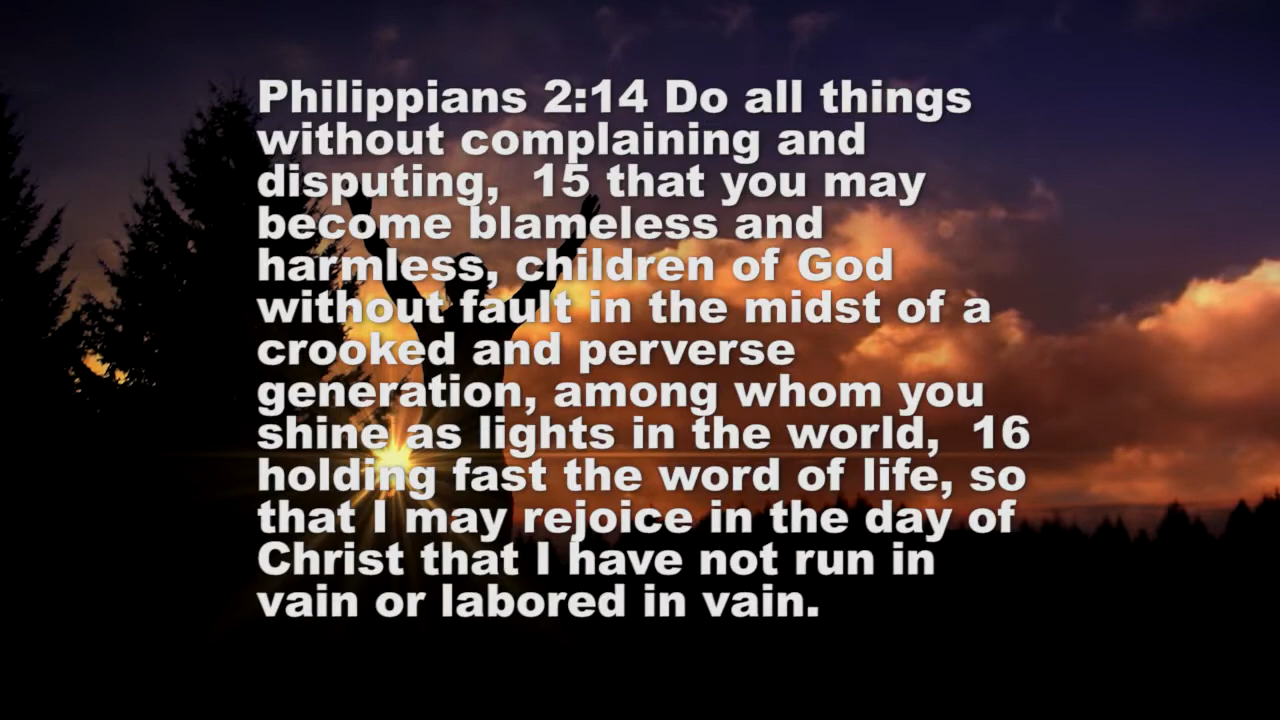 Philippians 2:14 Do all things
without complaining and
disputing,  15 that you may
become blameless and
harmless, children of God
without fault in the midst of a
crooked and perverse
generation, among whom you
shine as lights in the world,  16
holding fast the word of life, so
that I may rejoice in the day of
Christ that I have not run in
vain or labored in vain.